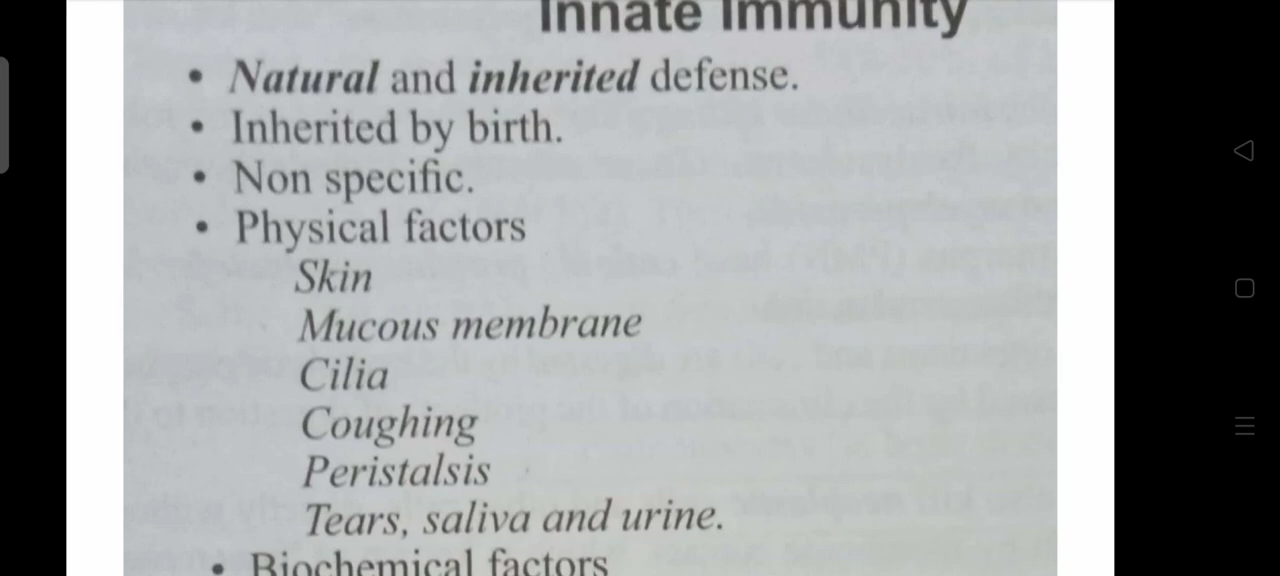 Innate Immunity
• Natural and inherited defense.
• Inherited by birth.
• Non specific.
• Physical factors
Skin
Mucous membrane
Cilia
Coughing
Peristalsis
Tears, saliva and urine.
• Biochemical factors